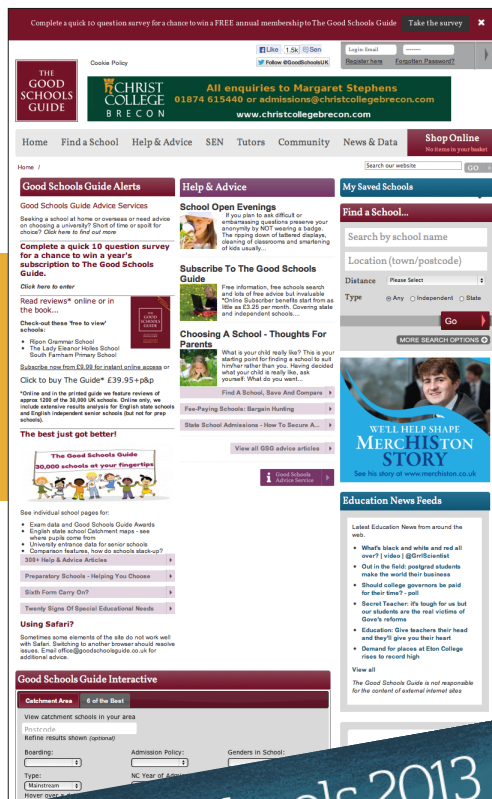 Complete a quick 10 question survey for a chance to win a FREE annual membership to The Good Schools Guide
Take the survey
THE
GOOD
SCHOOLS
GUIDE
Cookie Policy
Like 1.5k Sen
Follow @GoodSchoolsUK
Login: Email
Register here Forgotten Password?
CHRIST
COLLEGE
BRECON
All enquiries to Margaret Stephens
01874 615440 or admissions@christcollegebrecon.com
www.christcollegebrecon.com
Home Find a School Help & Advice SEN Tutors Community News & Data
Shop Online
No items in your basket
Home /
Search our website GO
Good Schools Guide Alerts
Good Schools Guide Advice Services
Seeking a school at home or overseas or need advice
on choosing a university? Short of time or spoilt for
choice? Click here to find out more
Complete a quick 10 question survey
for a chance to win a year's
subscription to The Good Schools
Guide.
Click here to enter
Read reviews* online or in
the book...
Check-out these 'free to view'
schools:
Ripon Grammar School
The Lady Eleanor Holles School
South Farnham Primary School
Subscribe now from £9.99 for instant online access or
Click to buy The Guide* £39.95+p&p
*Online and in the printed guide we feature reviews of
approx 1200 of the 30,000 UK schools. Online only, we
include extensive results analysis for English state schools
and English independent senior schools (but not for prep
schools).
The best just got better!
The Good Schools Guide
30,000 schools at your fingertips
See individual school pages for:
Exam data and Good Schools Guide Awards
English state school Catchment maps - see
where pupils come from
University entrance data for senior schools
Comparison features, how do schools stack-up?
300+ Help & Advice Articles
Preparatory Schools - Helping You Choose
Sixth Form Carry On?
Twenty Signs Of Special Educational Needs
Using Safari?
Sometimes some elements of the site do not work well
with Safari. Switching to another browser should resolve
issues. Email office@goodschoolsguide.co.uk for
additional advice.
Help & Advice
School Open Evenings
If you plan to ask difficult or
embarrassing questions preserve your
anonymity by NOT wearing a badge.
The ripping down of tattered displays,
cleaning of classrooms and smartening
of kids usually...
Subscribe To The Good Schools
Guide
Free information, free schools search
and lots of free advice but invaluable
*Online Subscriber benefits start from as
little as £3.25 per month. Covering state
and independent schools....
Choosing A School - Thoughts For
Parents
What is your child really like? This is your
starting point for finding a school to suit
him/her rather than you. Having decided
what your child is really like, ask
yourself: What do you want...
Find A School, Save And Compare
Fee-Paying Schools: Bargain Hunting
State School Admissions - How To Secure A...
View all GSG advice articles
Good Schools
Advice Service
My Saved Schools
Find a School...
Search by school name
Location (town/postcode)
Distance Please Select
Type Any Independent State
Go
MORE SEARCH OPTIONS
WE'LL HELP SHAPE
MERCHISTON
STORY
See his story at www.merchiston.co.uk
Education News Feeds
Latest Education News from around the
web.
What's black and white and red all
over? | video | @GrrlScientist
Out in the field: postgrad students
make the world their business
Should college governors be paid
for their time? - poll
Secret Teacher: it's tough for us but
our students are the real victims of
Gove's reforms
Education: Give teachers their head
and they'll give you their heart
Demand for places at Eton College
rises to record high
View all
The Good Schools Guide is not responsible
for the content of external internet sites
Good Schools Guide Interactive
Catchment Area 6 of the Best
View catchment schools in your area
Postcode
Refine results shown (optional)
Boarding: Admission Policy: Genders in School:
Type: NC Year of
Mainstream
Hover over a
ols 2013